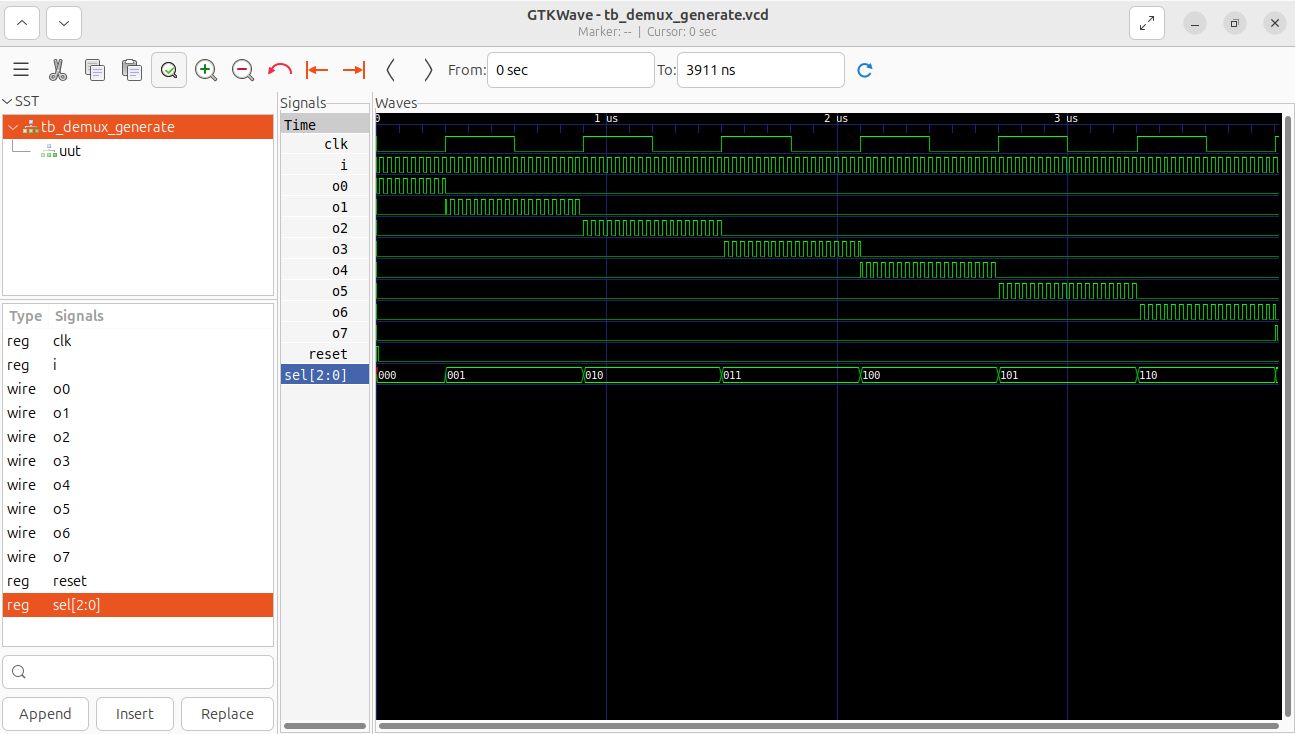 GTKWave - tb_demux_generate.vcd
Marker: -- | Cursor: 0 sec
From: 0 sec To: 3911 ns
SST
tb_demux_generate
uut
Type Signals
reg clk
reg i
wire o0
wire o1
wire o2
wire o3
wire o4
wire o5
wire o6
wire o7
reg reset
reg sel[2:0]
Append Insert Replace
Signals
Time
clk
i
o0
o1
o2
o3
o4
o5
o6
o7
reset
sel[2:0]
Waves
0 1 us 2 us 3 us
000 001 010 011 100 101 110